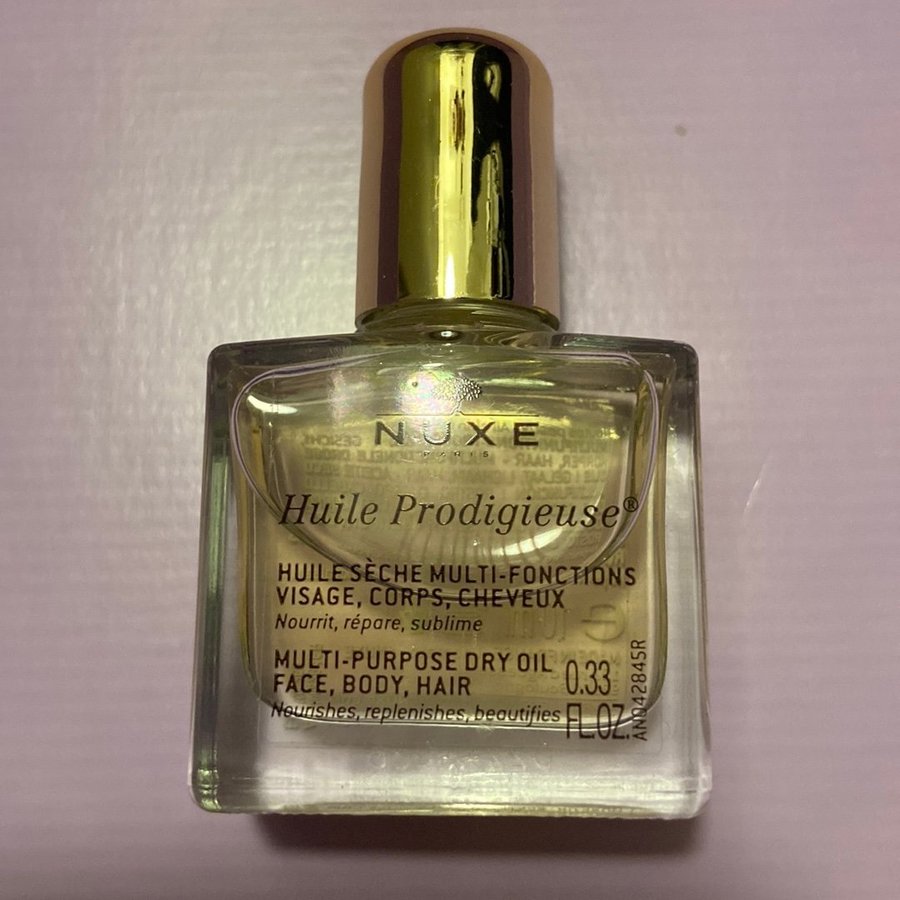 NUXE
PARIS
Huile Prodigieuse®
HUILE SÈCHE MULTI-FONCTIONS
VISAGE, CORPS, CHEVEUX
Nourrit, répare, sublime
MULTI-PURPOSE DRY OIL
FACE, BODY, HAIR
Nourishes, replenishes, beautifies
0.33
FL.OZ.
AN042845R